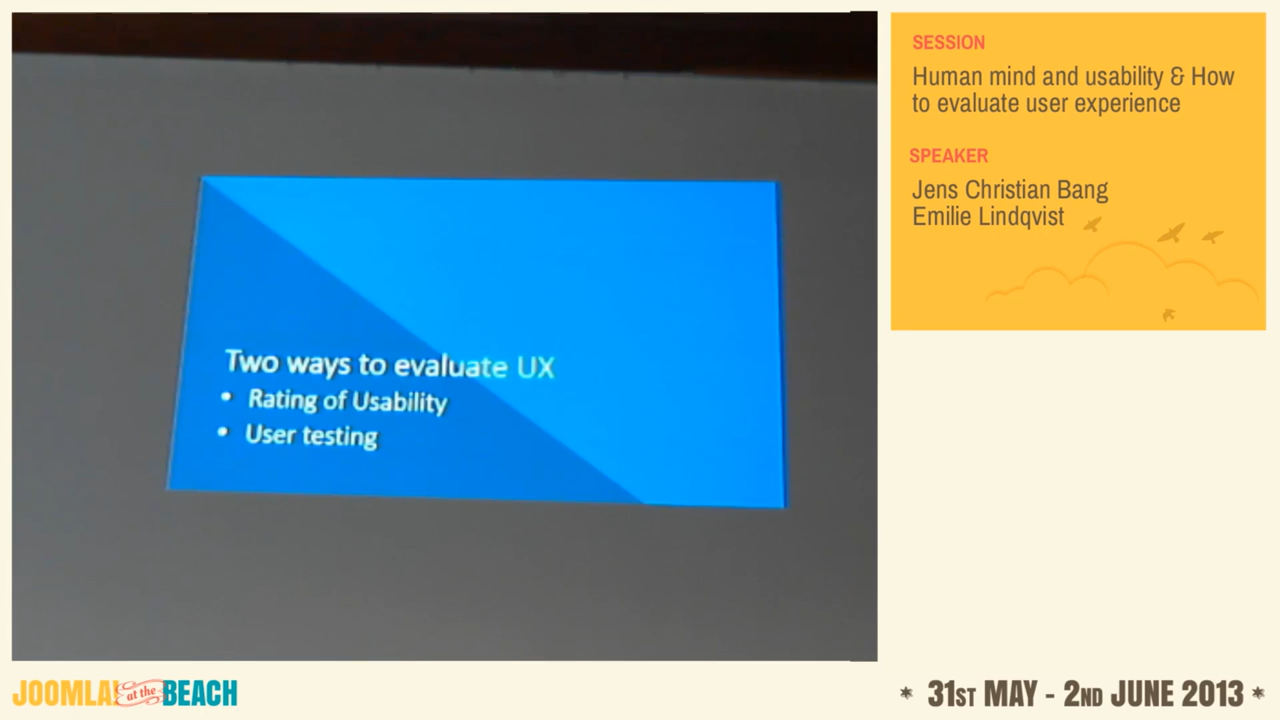 Two ways to evaluate UX
• Rating of Usability
• User testing
SESSION
Human mind and usability & How
to evaluate user experience
SPEAKER
Jens Christian Bang
Emilie Lindqvist
JOOMLA! at the BEACH
* 31ST MAY - 2ND JUNE 2013 *